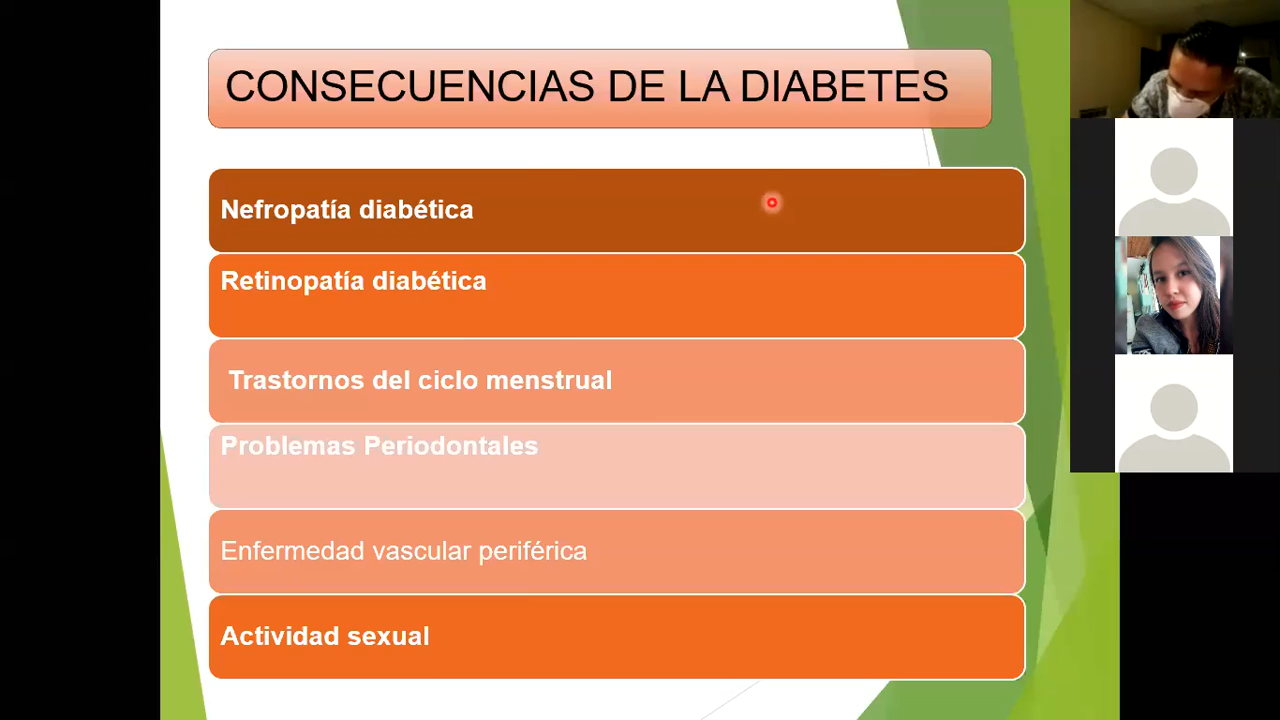 CONSECUENCIAS DE LA DIABETES
Nefropatía diabética
Retinopatía diabética
Trastornos del ciclo menstrual
Problemas Periodontales
Enfermedad vascular periférica
Actividad sexual